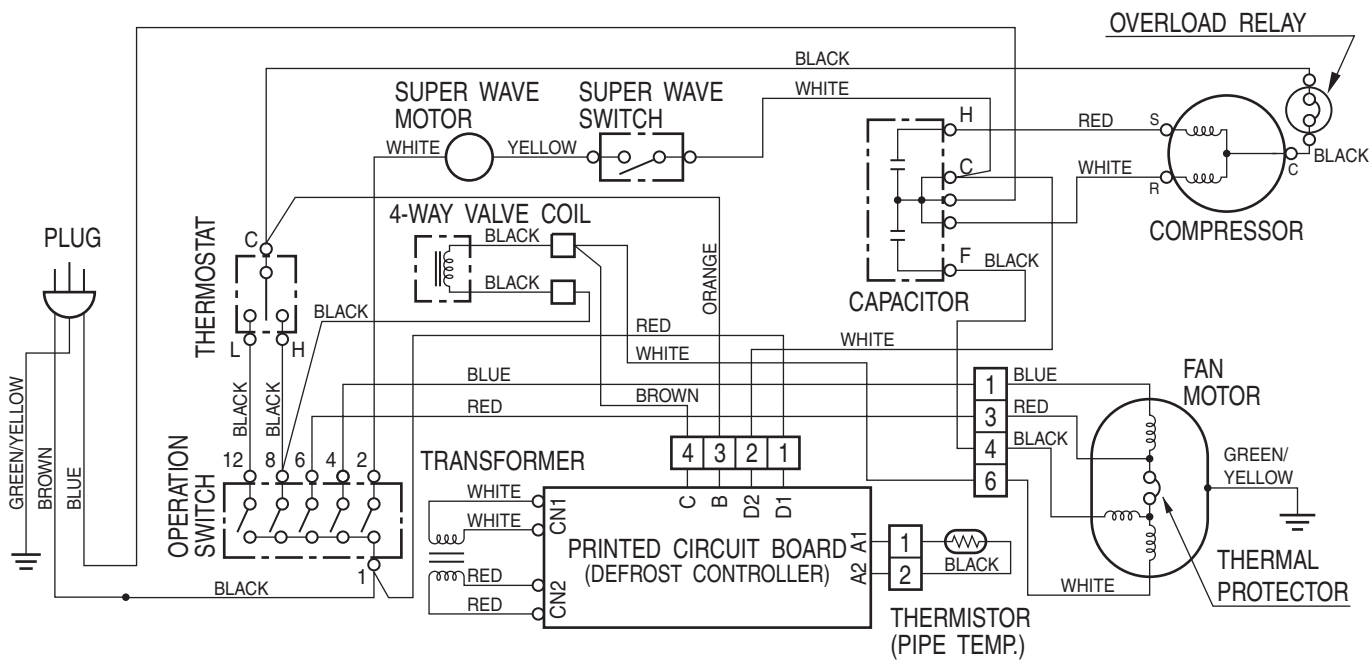 OVERLOAD RELAY
BLACK
WHITE
SUPER WAVE
MOTOR
SUPER WAVE
SWITCH
WHITE
YELLOW
H
C
F
RED
WHITE
BLACK
S
R
C
BLACK
COMPRESSOR
CAPACITOR
PLUG
THERMOSTAT
C
L
H
4-WAY VALVE COIL
BLACK
BLACK
BLACK
ORANGE
RED
WHITE
WHITE
BLUE
BROWN
RED
GREEN/YELLOW
BROWN
BLUE
BLACK
BLACK
12 8 6 4 2
OPERATION
SWITCH
1
BLACK
TRANSFORMER
WHITE
WHITE
RED
RED
CN1
CN2
4 3 2 1
C B D2 D1
PRINTED CIRCUIT BOARD
(DEFROST CONTROLLER)
A1
A2
1
2
BLACK
THERMISTOR
(PIPE TEMP.)
1
3
4
6
BLUE
RED
BLACK
WHITE
FAN
MOTOR
GREEN/
YELLOW
THERMAL
PROTECTOR